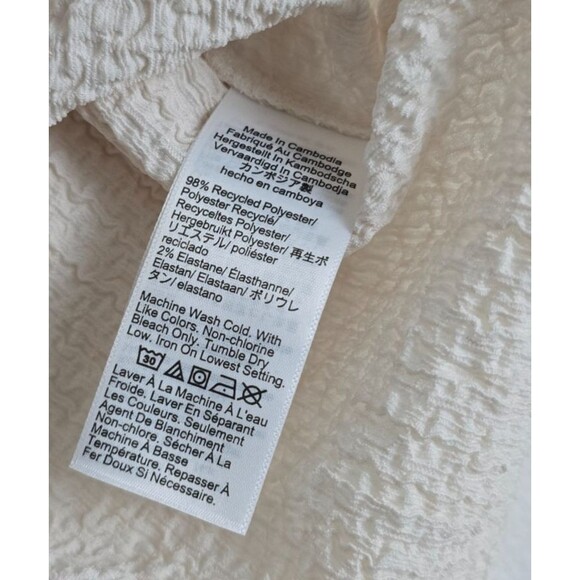 Made In Cambodia
Fabriqué Au Cambodge
Hergestellt In Kambodscha
Vervaardigd In Cambodja
カンボジア製
hecho en camboya
98% Recycled Polyester/
Polyester Recyclé/
Recyceltes Polyester/
Hergebruikt Polyester/ 再生ポ
リエステル/ poliéster
reciclado
2% Elastane/ Élasthanne/
Elastan/ Elastaan/ ポリウレ
タン/ elastano
Machine Wash Cold. With
Like Colors. Non-chlorine
Bleach Only. Tumble Dry
Low. Iron On Lowest Setting.
30
Laver À La Machine À L'eau
Froide. Laver En Séparant
Les Couleurs. Seulement
Agent De Blanchiment
Non-chlore. Sécher À La
Machine À Basse
Température. Repasser À
Fer Doux Si Nécessaire.